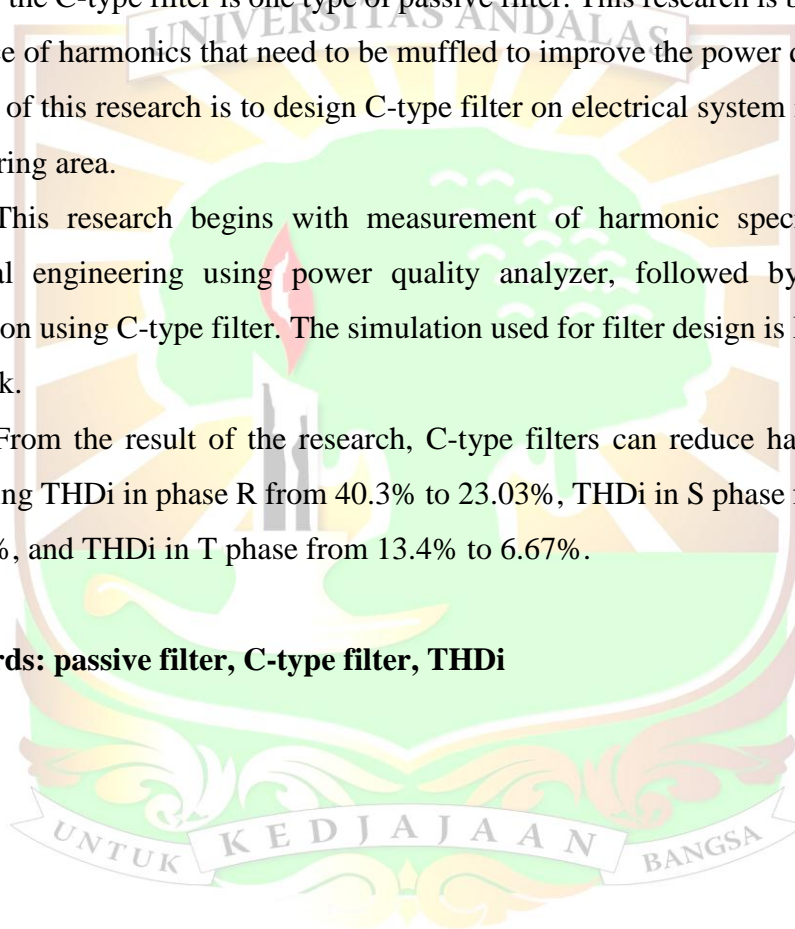 the C-type filter is one type of passive filter. This research is b
UNIVERSITAS ANDALAS
ce of harmonics that need to be muffled to improve the power
of this research is to design C-type filter on electrical system
ring area.
This research begins with measurement of harmonic spec
al engineering using power quality analyzer, followed by
on using C-type filter. The simulation used for filter design is
k.
From the result of the research, C-type filters can reduce ha
ng THDi in phase R from 40.3% to 23.03%, THDi in S phase
%, and THDi in T phase from 13.4% to 6.67%.
rds: passive filter, C-type filter, THDi
UNTUK KEDJAJAAN BANGSA